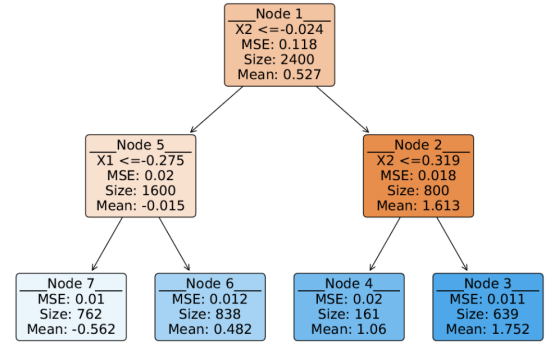 Node 1
X2 <=-0.024
MSE: 0.118
Size: 2400
Mean: 0.527
Node 5
X1 <=-0.275
MSE: 0.02
Size: 1600
Mean: -0.015
Node 2
X2 <=0.319
MSE: 0.018
Size: 800
Mean: 1.613
Node 7
MSE: 0.01
Size: 762
Mean: -0.562
Node 6
MSE: 0.012
Size: 838
Mean: 0.482
Node 4
MSE: 0.02
Size: 161
Mean: 1.06
Node 3
MSE: 0.011
Size: 639
Mean: 1.752